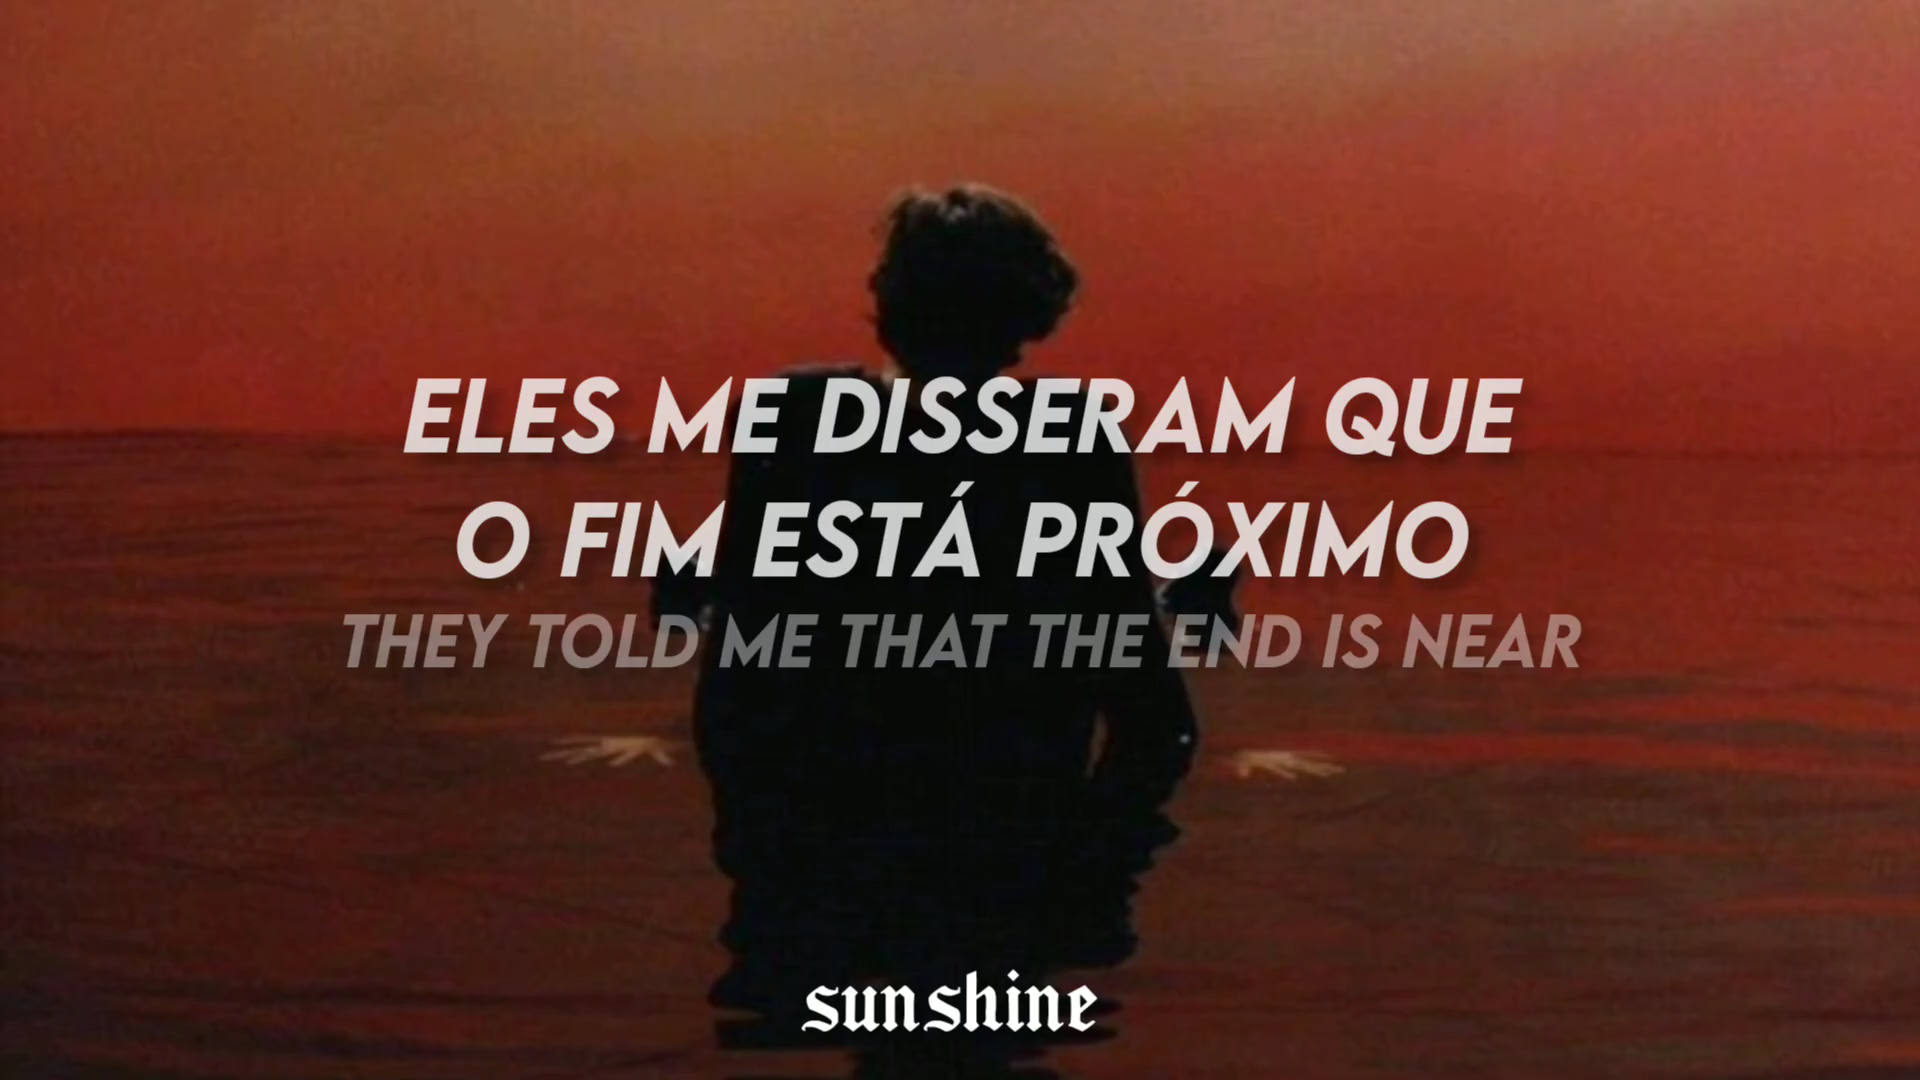 ELES ME DISSERAM QUE
O FIM ESTÁ PRÓXIMO
THEY TOLD ME THAT THE END IS NEAR
sunshine